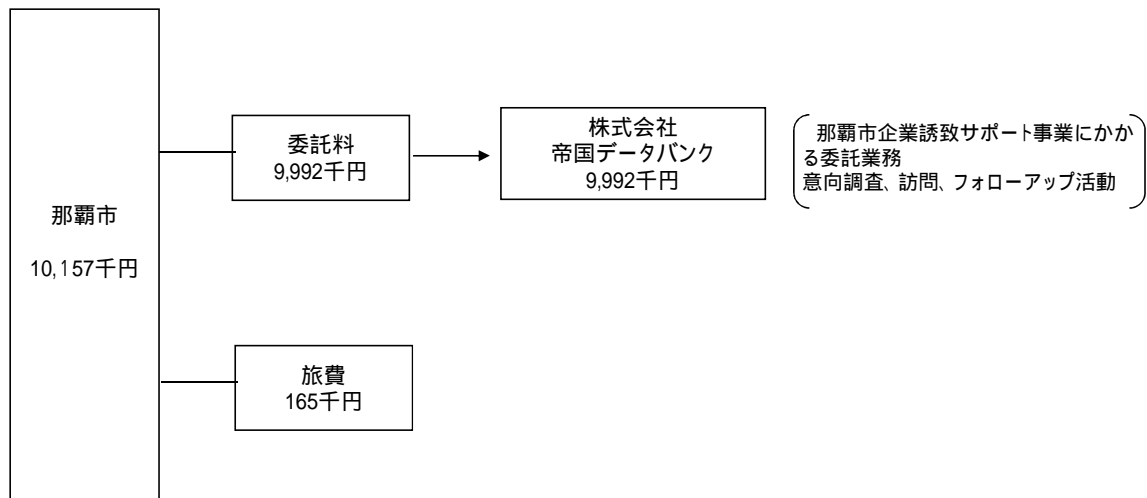 那覇市
10,157千円
委託料
9,992千円
株式会社
帝国データバンク
9,992千円
那覇市企業誘致サポート事業にかか
る委託業務
意向調査、訪問、フォローアップ活動
旅費
165千円